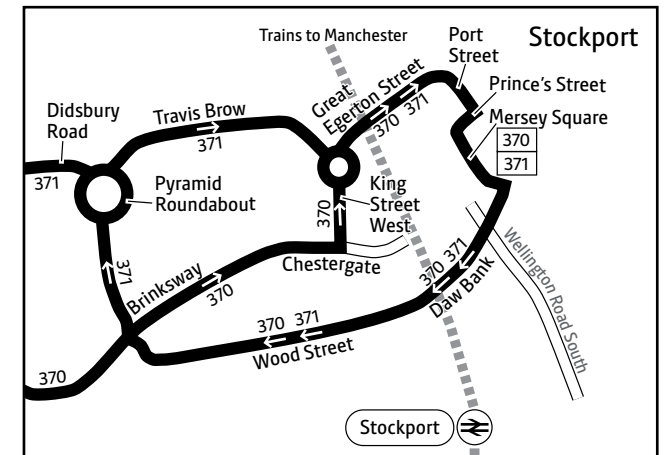 Stockport
Trains to Manchester
Port
Street
Prince's Street
Mersey Square
370
371
Great
Egerton Street
370 371
Didsbury
Road
371
Travis Brow
371
Pyramid
Roundabout
King
Street
West
370
Chestergate
371
Brinksway
370
370 371
Daw Bank
Wellington Road South
370 371
Wood Street
370
Stockport